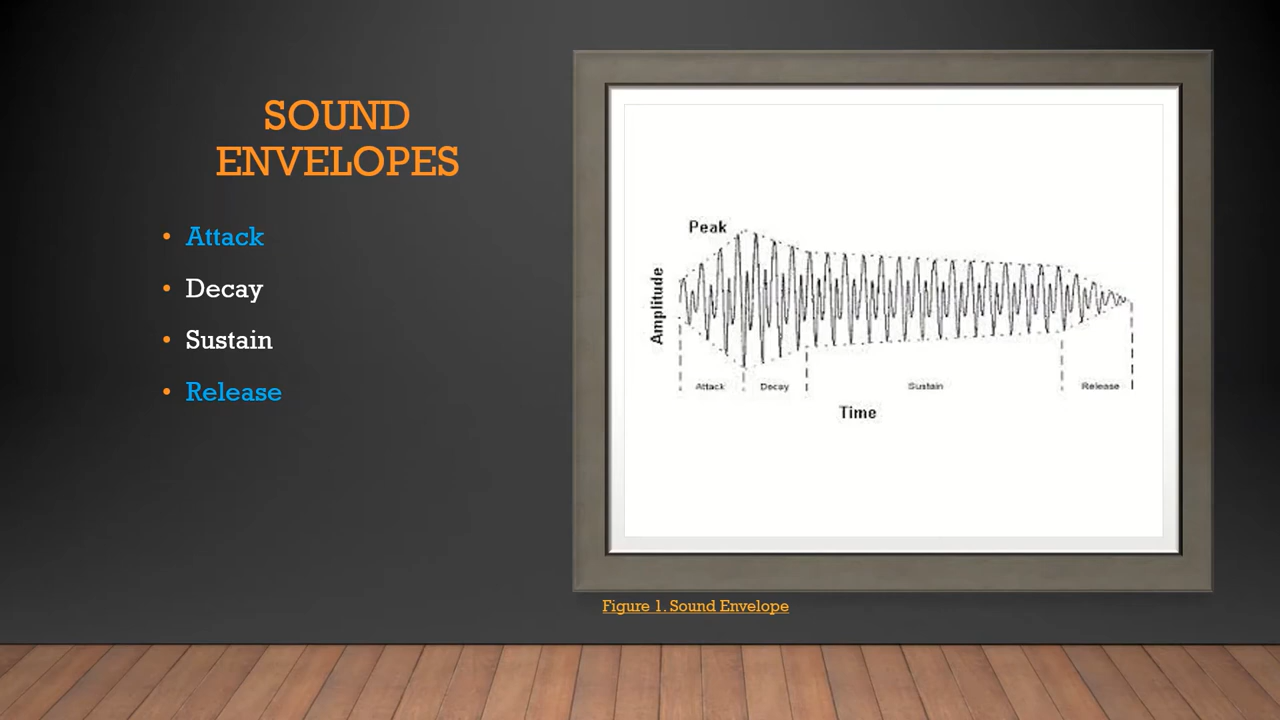 SOUND
ENVELOPES
• Attack
• Decay
• Sustain
• Release
Peak
Amplitude
Attack Decay Sustain Release
Time
Figure 1. Sound Envelope